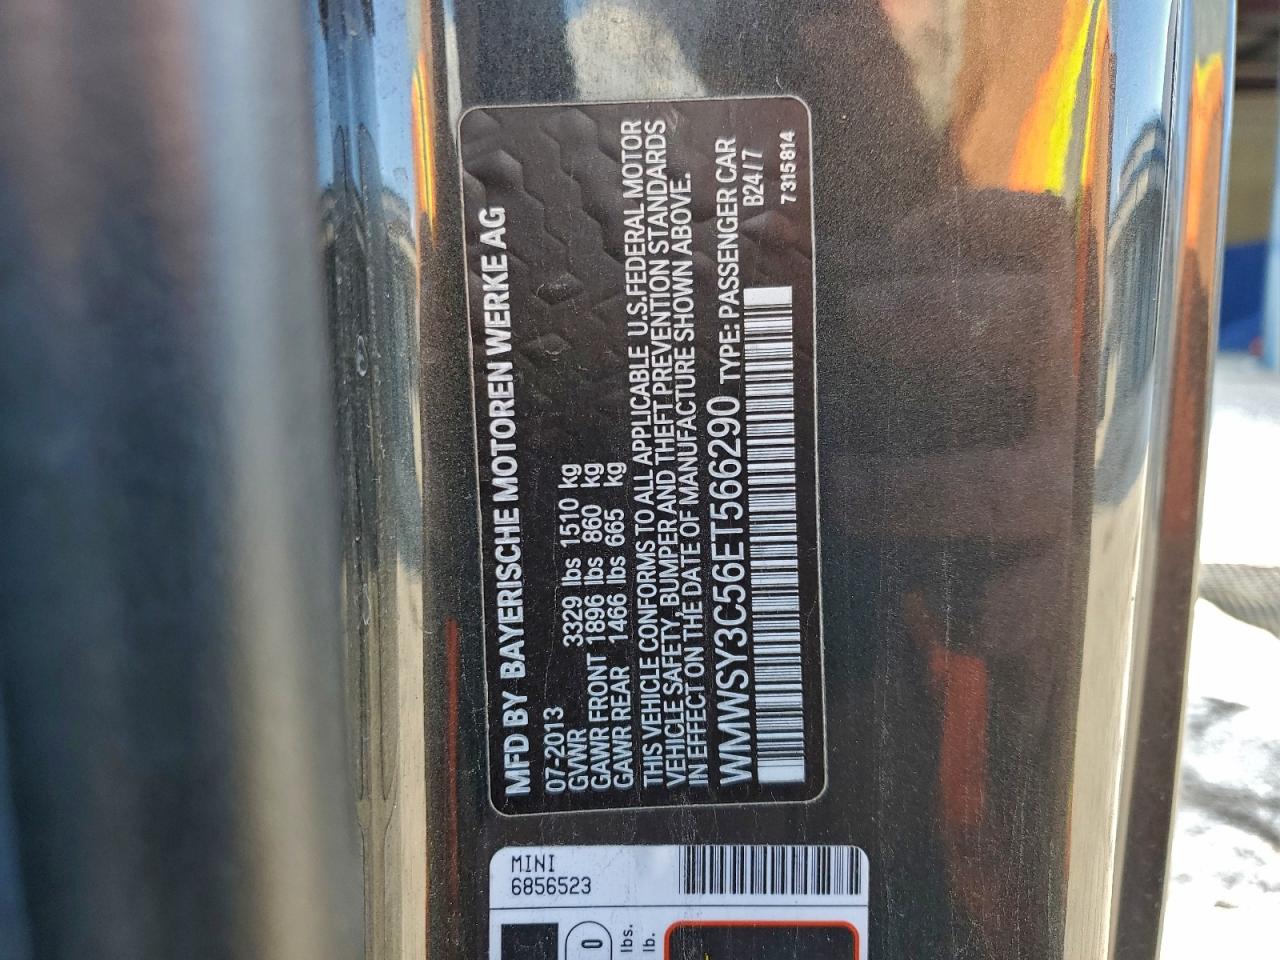 MFD BY BAYERISCHE MOTOREN WERKE AG
07-2013
GVWR 3329 lbs 1510 kg
GAWR FRONT 1896 lbs 860 kg
GAWR REAR 1466 lbs 665 kg
THIS VEHICLE CONFORMS TO ALL APPLICABLE U.S.FEDERAL MOTOR
VEHICLE SAFETY, BUMPER AND THEFT PREVENTION STANDARDS
IN EFFECT ON THE DATE OF MANUFACTURE SHOWN ABOVE.
WMWSY3C56ET566290 TYPE: PASSENGER CAR
B24/7
7315814
MINI
6856523
0
lbs.
lb.